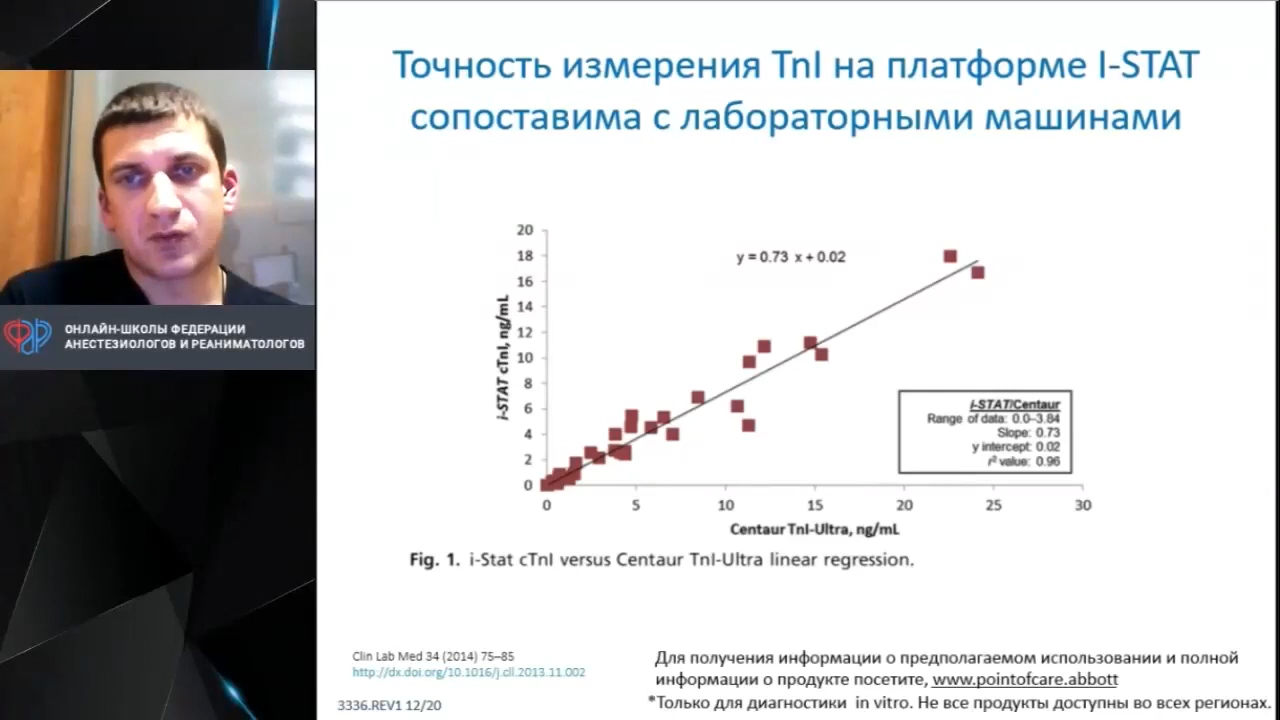 Точность измерения TnI на платформе I-STAT
сопоставима с лабораторными машинами
ОНЛАЙН-ШКОЛЫ ФЕДЕРАЦИИ
АНЕСТЕЗИОЛОГОВ И РЕАНИМАТОЛОГОВ
20
18
16
14
12
10
8
6
4
2
0
i-STAT cTnI, ng/mL
y = 0.73 x + 0.02
i-STAT/Centaur
Range of data: 0.0–3.84
Slope: 0.73
y intercept: 0.02
r² value: 0.96
0 5 10 15 20 25 30
Centaur TnI-Ultra, ng/mL
Fig. 1. i-Stat cTnI versus Centaur TnI-Ultra linear regression.
Clin Lab Med 34 (2014) 75–85
http://dx.doi.org/10.1016/j.cll.2013.11.002
3336.REV1 12/20
Для получения информации о предполагаемом использовании и полной
информации о продукте посетите, www.pointofcare.abbott
*Только для диагностики in vitro. Не все продукты доступны во всех регионах.